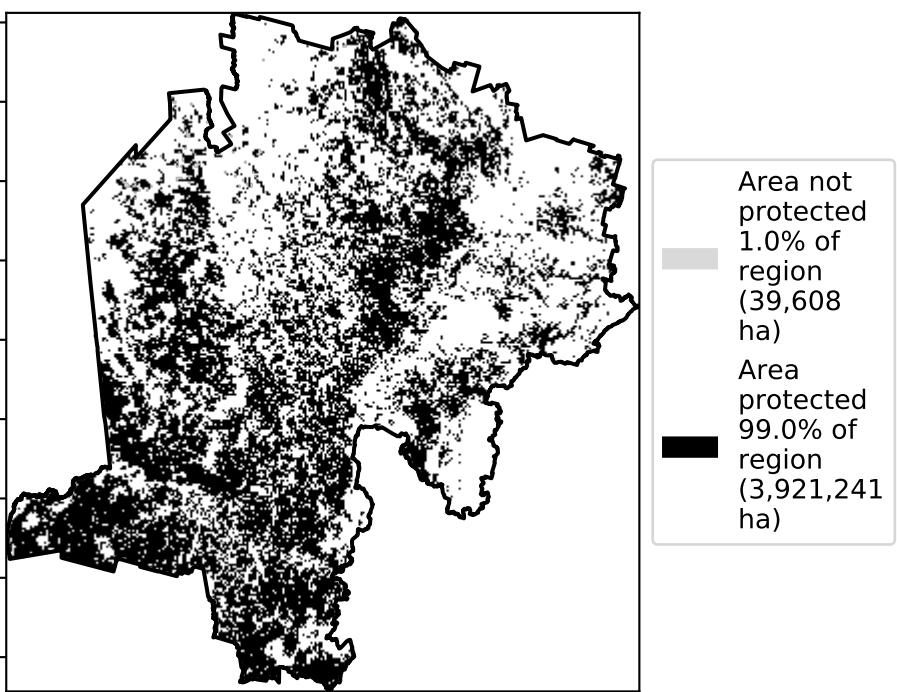 Area not
protected
1.0% of
region
(39,608
ha)
Area
protected
99.0% of
region
(3,921,241
ha)